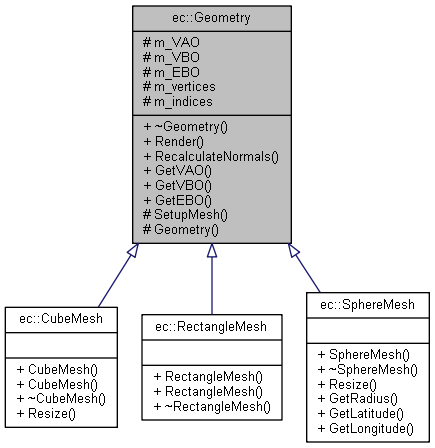 ec::Geometry
# m_VAO
# m_VBO
# m_EBO
# m_vertices
# m_indices
+ ~Geometry()
+ Render()
+ RecalculateNormals()
+ GetVAO()
+ GetVBO()
+ GetEBO()
# SetupMesh()
# Geometry()
ec::CubeMesh
+ CubeMesh()
+ CubeMesh()
+ ~CubeMesh()
+ Resize()
ec::RectangleMesh
+ RectangleMesh()
+ RectangleMesh()
+ ~RectangleMesh()
ec::SphereMesh
+ SphereMesh()
+ ~SphereMesh()
+ Resize()
+ GetRadius()
+ GetLatitude()
+ GetLongitude()